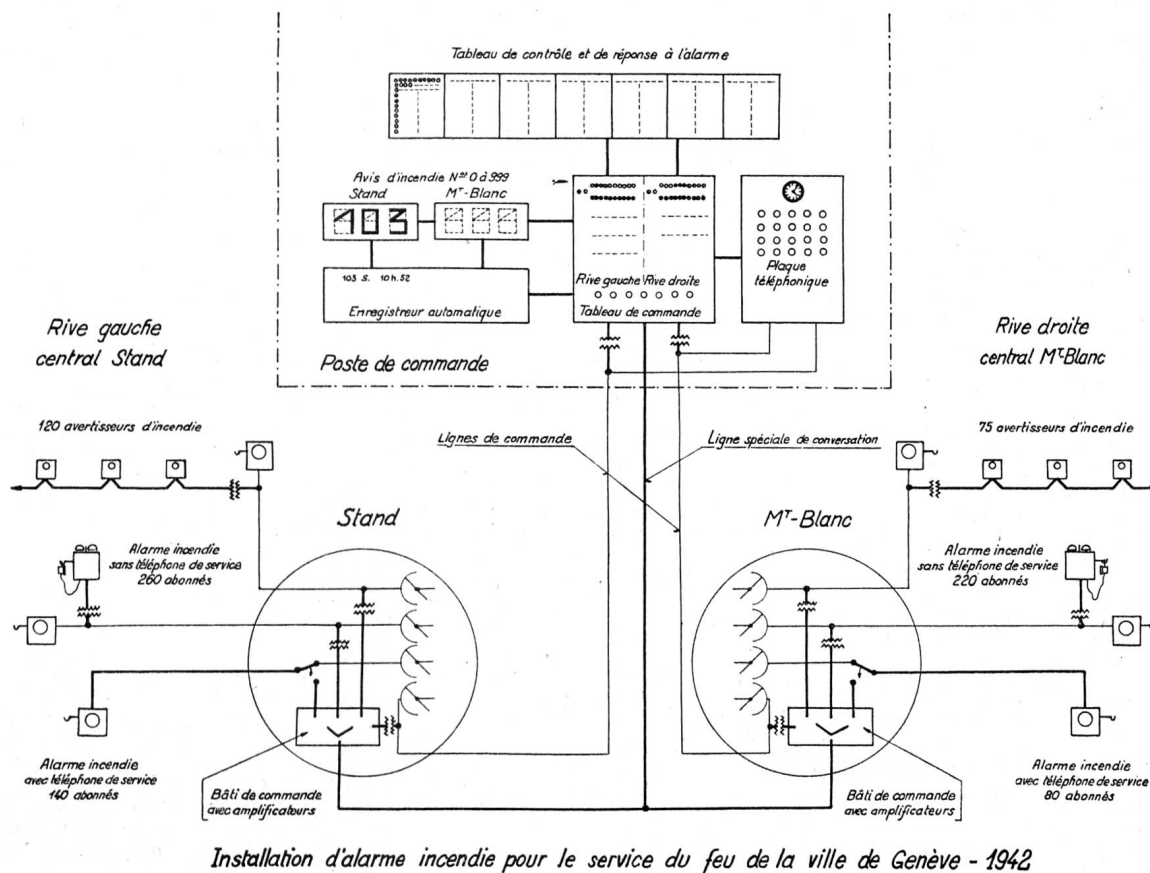 Tableau de contrôle et de réponse à l'alarme
Avis d'incendie Nos 0 à 999
Stand
MT-Blanc
103
103 S. 10h.52
Enregistreur automatique
Rive gauche
Rive droite
Tableau de commande
Plaque
téléphonique
Poste de commande
Rive gauche
central Stand
Rive droite
central MT-Blanc
120 avertisseurs d'incendie
Lignes de commande
Ligne spéciale de conversation
75 avertisseurs d'incendie
Stand
MT-Blanc
Alarme incendie
sans téléphone de service
260 abonnés
Alarme incendie
sans téléphone de service
220 abonnés
Alarme incendie
avec téléphone de service
140 abonnés
Bâti de commande
avec amplificateurs
Bâti de commande
avec amplificateurs
Alarme incendie
avec téléphone de service
80 abonnés
Installation d'alarme incendie pour le service du feu de la ville de Genève - 1942